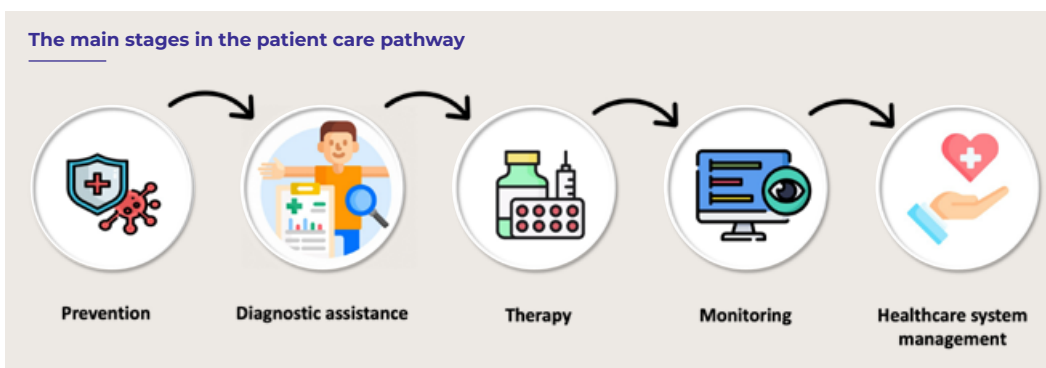 The main stages in the patient care pathway
Prevention
Diagnostic assistance
Therapy
Monitoring
Healthcare system
management